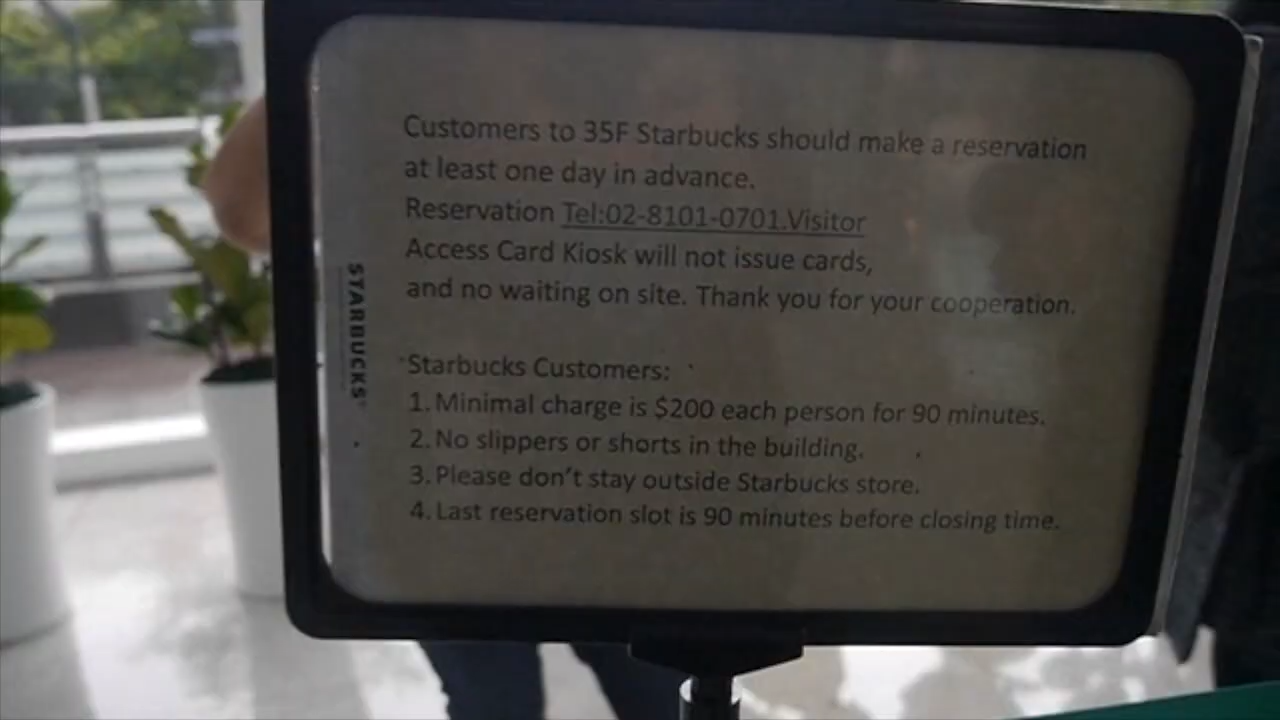 Customers to 35F Starbucks should make a reservation
at least one day in advance.
Reservation Tel:02-8101-0701.Visitor
Access Card Kiosk will not issue cards,
and no waiting on site. Thank you for your cooperation.
Starbucks Customers:
1. Minimal charge is $200 each person for 90 minutes.
2. No slippers or shorts in the building.
3. Please don't stay outside Starbucks store.
4. Last reservation slot is 90 minutes before closing time.
STARBUCKS